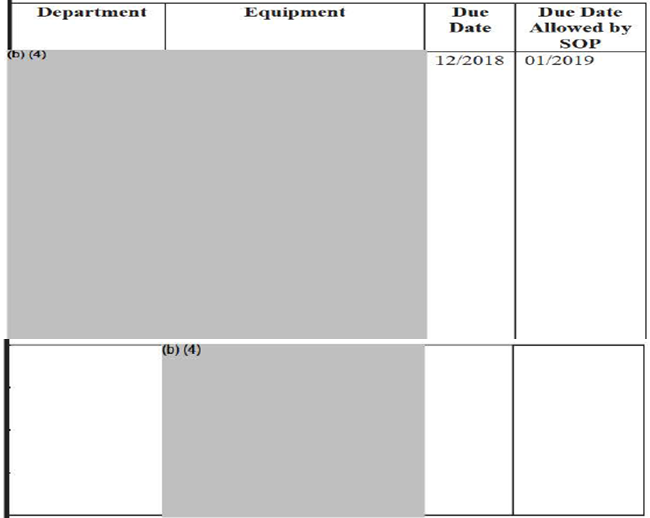 Department Equipment Due Date Due Date Allowed by SOP
(b) (4) 12/2018 01/2019
(b) (4)